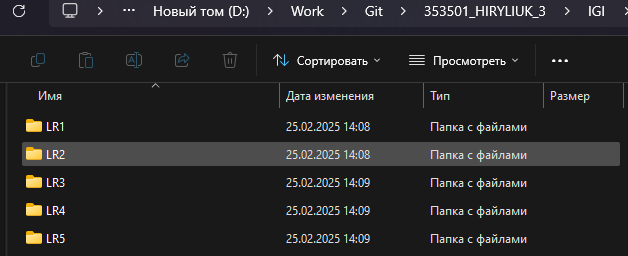 Новый том (D:) > Work > Git > 353501_HIRYLIUK_3 > IGI
Сортировать Просмотреть ...
Имя Дата изменения Тип Размер
LR1 25.02.2025 14:08 Папка с файлами
LR2 25.02.2025 14:08 Папка с файлами
LR3 25.02.2025 14:09 Папка с файлами
LR4 25.02.2025 14:09 Папка с файлами
LR5 25.02.2025 14:09 Папка с файлами